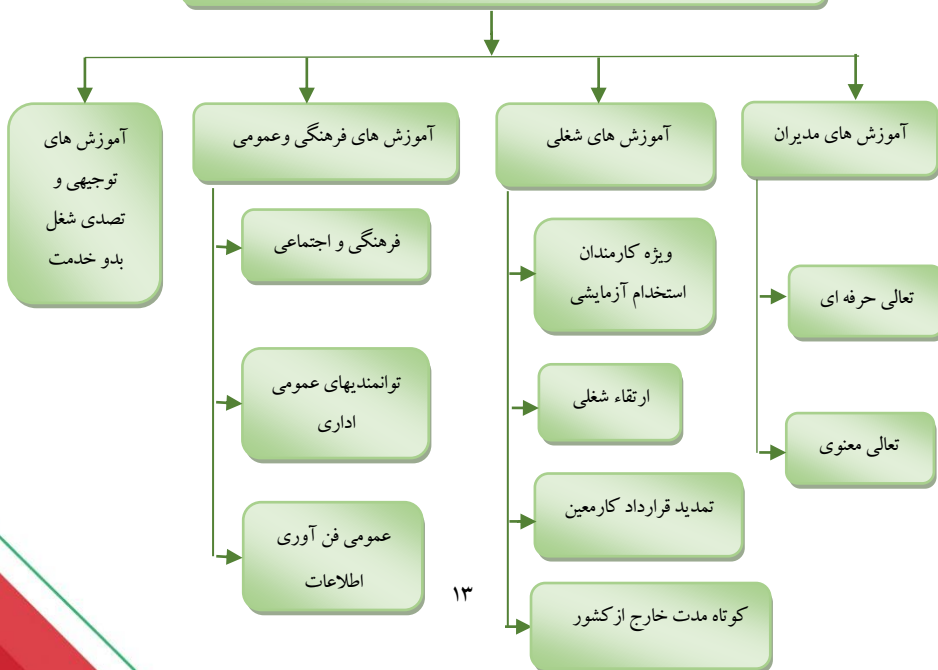 آموزش های مدیران
تعالی حرفه ای
تعالی معنوی
آموزش های شغلی
ویژه کارمندان
استخدام آزمایشی
ارتقاء شغلی
تمدید قرارداد کارمعین
کوتاه مدت خارج ازکشور
آموزش های فرهنگی وعمومی
فرهنگی و اجتماعی
توانمندیهای عمومی
اداری
عمومی فن آوری
اطلاعات
آموزش های
توجیهی و
تصدی شغل
بدو خدمت
۱۳